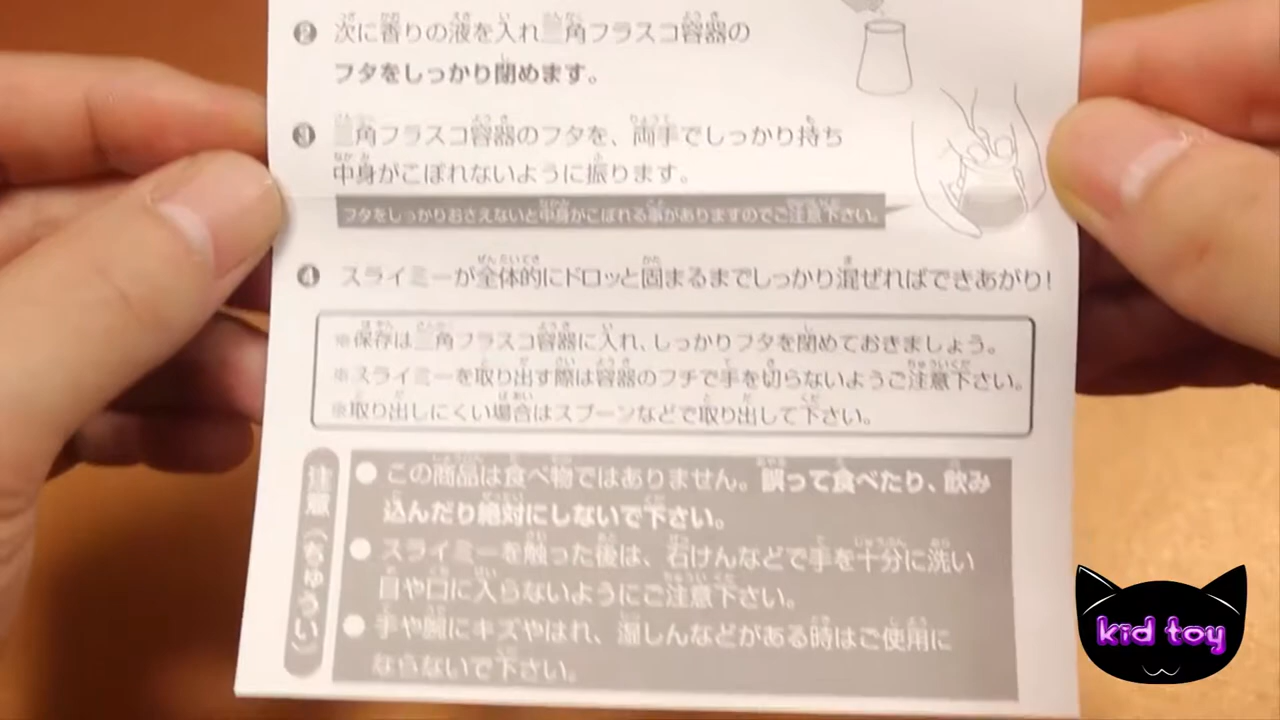 ❷ 次に香りの液を入れ三角フラスコ容器の
フタをしっかり閉めます。
❸ 三角フラスコ容器のフタを、両手でしっかり持ち
中身がこぼれないように振ります。
フタをしっかりおさえないと中身がこぼれる事がありますのでご注意下さい。
❹ スライミーが全体的にドロッと固まるまでしっかり混ぜればできあがり!
※保存は三角フラスコ容器に入れ、しっかりフタを閉めておきましょう。
※スライミーを取り出す際は容器のフチで手を切らないようご注意下さい。
※取り出しにくい場合はスプーンなどで取り出して下さい。
注意(ちゅうい)
● この商品は食べ物ではありません。誤って食べたり、飲み
込んだり絶対にしないで下さい。
● スライミーを触った後は、石けんなどで手を十分に洗い
目や口に入らないようにご注意下さい。
● 手や腕にキズやはれ、湿しんなどがある時はご使用に
ならないで下さい。
kid toy